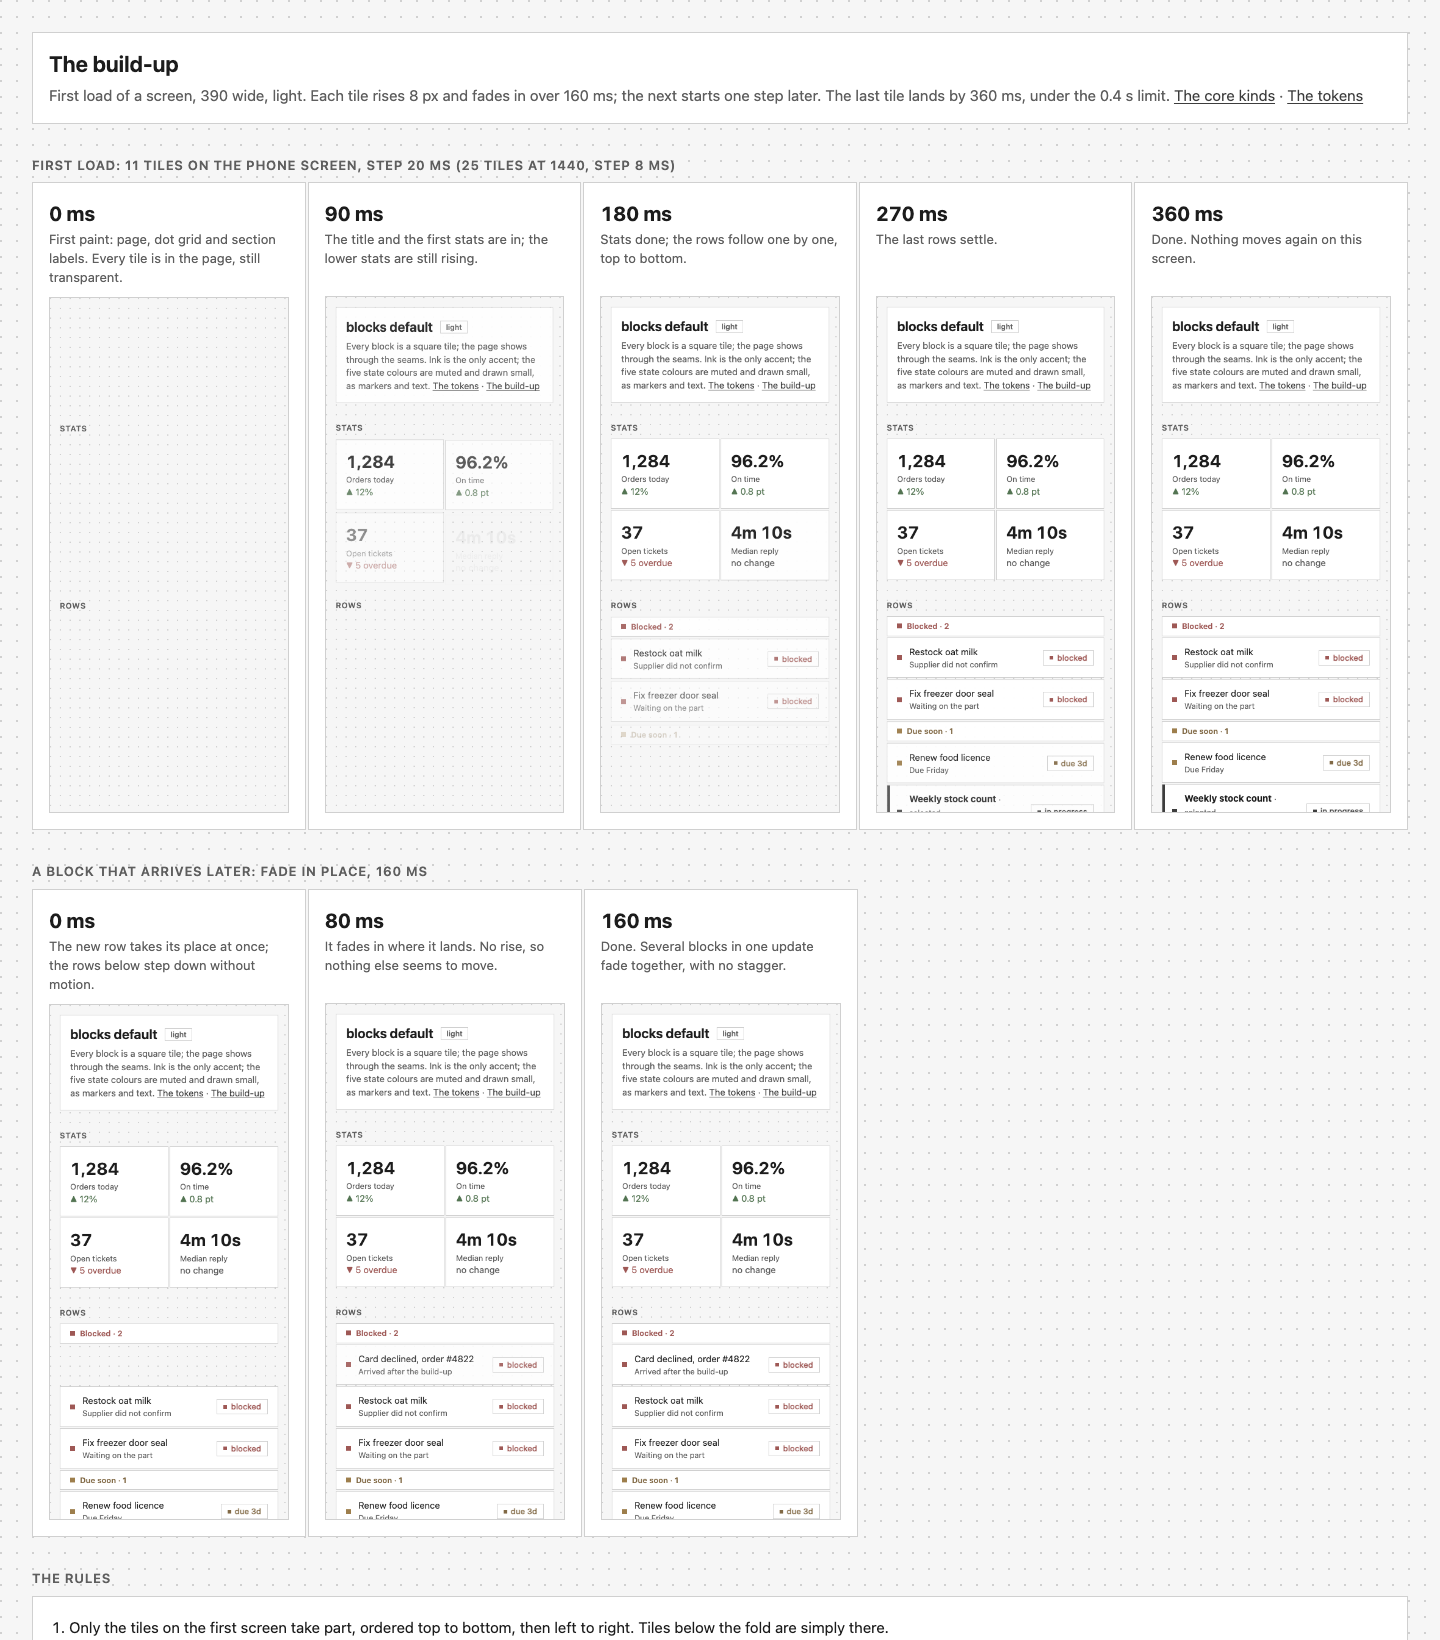 The build-up
First load of a screen, 390 wide, light. Each tile rises 8 px and fades in over 160 ms; the next starts one step later. The last tile lands by 360 ms, under the 0.4 s limit. The core kinds · The tokens
FIRST LOAD: 11 TILES ON THE PHONE SCREEN, STEP 20 MS (25 TILES AT 1440, STEP 8 MS)
0 ms
First paint: page, dot grid and section
labels. Every tile is in the page, still
transparent.
STATS
ROWS
90 ms
The title and the first stats are in; the
lower stats are still rising.
blocks default light
Every block is a square tile; the page shows
through the seams. Ink is the only accent; the
five state colours are muted and drawn small,
as markers and text. The tokens · The build-up
STATS
1,284 96.2%
Orders today On time
▲ 12% ▲ 0.8 pt
37 4m 10s
Open tickets
▼ 5 overdue
ROWS
180 ms
Stats done; the rows follow one by one,
top to bottom.
blocks default light
Every block is a square tile; the page shows
through the seams. Ink is the only accent; the
five state colours are muted and drawn small,
as markers and text. The tokens · The build-up
STATS
1,284 96.2%
Orders today On time
▲ 12% ▲ 0.8 pt
37 4m 10s
Open tickets Median reply
▼ 5 overdue no change
ROWS
Blocked · 2
Restock oat milk
Supplier did not confirm
blocked
Fix freezer door seal
Waiting on the part
blocked
Due soon · 1
270 ms
The last rows settle.
blocks default light
Every block is a square tile; the page shows
through the seams. Ink is the only accent; the
five state colours are muted and drawn small,
as markers and text. The tokens · The build-up
STATS
1,284 96.2%
Orders today On time
▲ 12% ▲ 0.8 pt
37 4m 10s
Open tickets Median reply
▼ 5 overdue no change
ROWS
Blocked · 2
Restock oat milk
Supplier did not confirm
blocked
Fix freezer door seal
Waiting on the part
blocked
Due soon · 1
Renew food licence
Due Friday
due 3d
Weekly stock count ·
in progress
360 ms
Done. Nothing moves again on this
screen.
blocks default light
Every block is a square tile; the page shows
through the seams. Ink is the only accent; the
five state colours are muted and drawn small,
as markers and text. The tokens · The build-up
STATS
1,284 96.2%
Orders today On time
▲ 12% ▲ 0.8 pt
37 4m 10s
Open tickets Median reply
▼ 5 overdue no change
ROWS
Blocked · 2
Restock oat milk
Supplier did not confirm
blocked
Fix freezer door seal
Waiting on the part
blocked
Due soon · 1
Renew food licence
Due Friday
due 3d
Weekly stock count ·
in progress
A BLOCK THAT ARRIVES LATER: FADE IN PLACE, 160 MS
0 ms
The new row takes its place at once;
the rows below step down without
motion.
blocks default light
Every block is a square tile; the page shows
through the seams. Ink is the only accent; the
five state colours are muted and drawn small,
as markers and text. The tokens · The build-up
STATS
1,284 96.2%
Orders today On time
▲ 12% ▲ 0.8 pt
37 4m 10s
Open tickets Median reply
▼ 5 overdue no change
ROWS
Blocked · 2
Restock oat milk
Supplier did not confirm
blocked
Fix freezer door seal
Waiting on the part
blocked
Due soon · 1
Renew food licence
Due Friday
due 3d
80 ms
It fades in where it lands. No rise, so
nothing else seems to move.
blocks default light
Every block is a square tile; the page shows
through the seams. Ink is the only accent; the
five state colours are muted and drawn small,
as markers and text. The tokens · The build-up
STATS
1,284 96.2%
Orders today On time
▲ 12% ▲ 0.8 pt
37 4m 10s
Open tickets Median reply
▼ 5 overdue no change
ROWS
Blocked · 2
Card declined, order #4822
Arrived after the build-up
blocked
Restock oat milk
Supplier did not confirm
blocked
Fix freezer door seal
Waiting on the part
blocked
Due soon · 1
Renew food licence
Due Friday
due 3d
160 ms
Done. Several blocks in one update
fade together, with no stagger.
blocks default light
Every block is a square tile; the page shows
through the seams. Ink is the only accent; the
five state colours are muted and drawn small,
as markers and text. The tokens · The build-up
STATS
1,284 96.2%
Orders today On time
▲ 12% ▲ 0.8 pt
37 4m 10s
Open tickets Median reply
▼ 5 overdue no change
ROWS
Blocked · 2
Card declined, order #4822
Arrived after the build-up
blocked
Restock oat milk
Supplier did not confirm
blocked
Fix freezer door seal
Waiting on the part
blocked
Due soon · 1
Renew food licence
Due Friday
due 3d
THE RULES
1. Only the tiles on the first screen take part, ordered top to bottom, then left to right. Tiles below the fold are simply there.